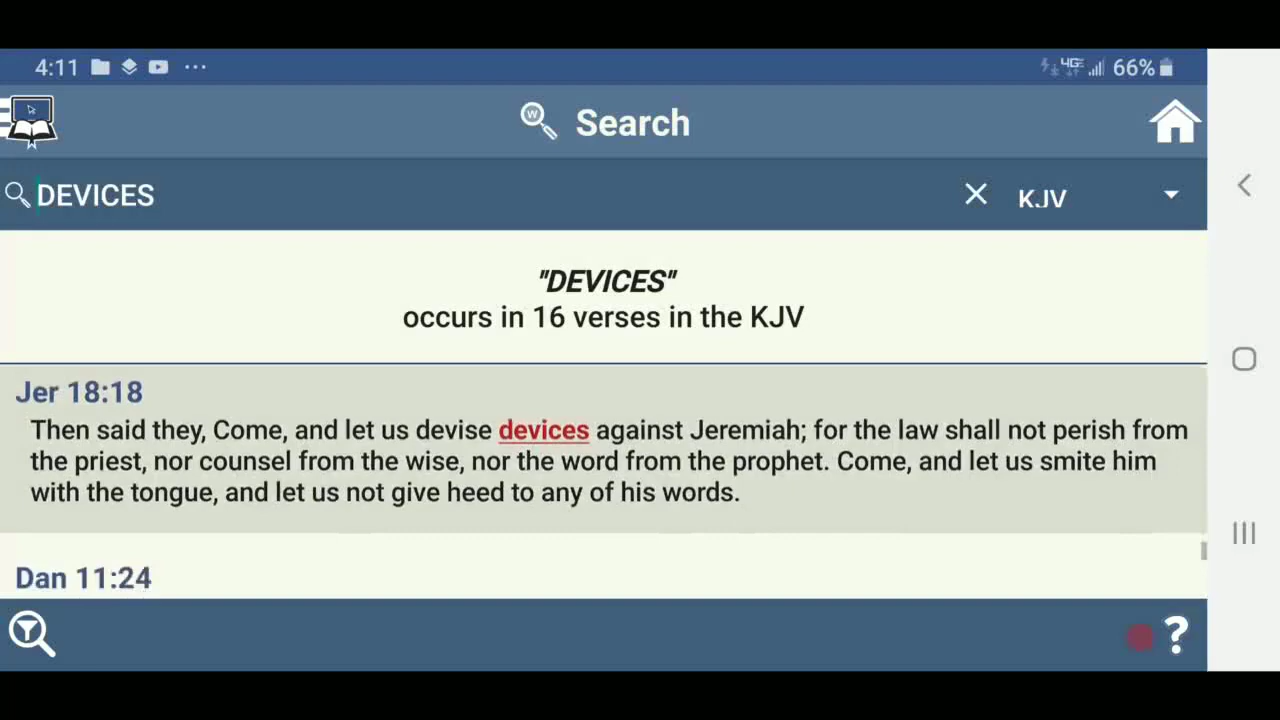 4:11 66%
Search
DEVICES KJV
"DEVICES"
occurs in 16 verses in the KJV
Jer 18:18
Then said they, Come, and let us devise devices against Jeremiah; for the law shall not perish from
the priest, nor counsel from the wise, nor the word from the prophet. Come, and let us smite him
with the tongue, and let us not give heed to any of his words.
Dan 11:24